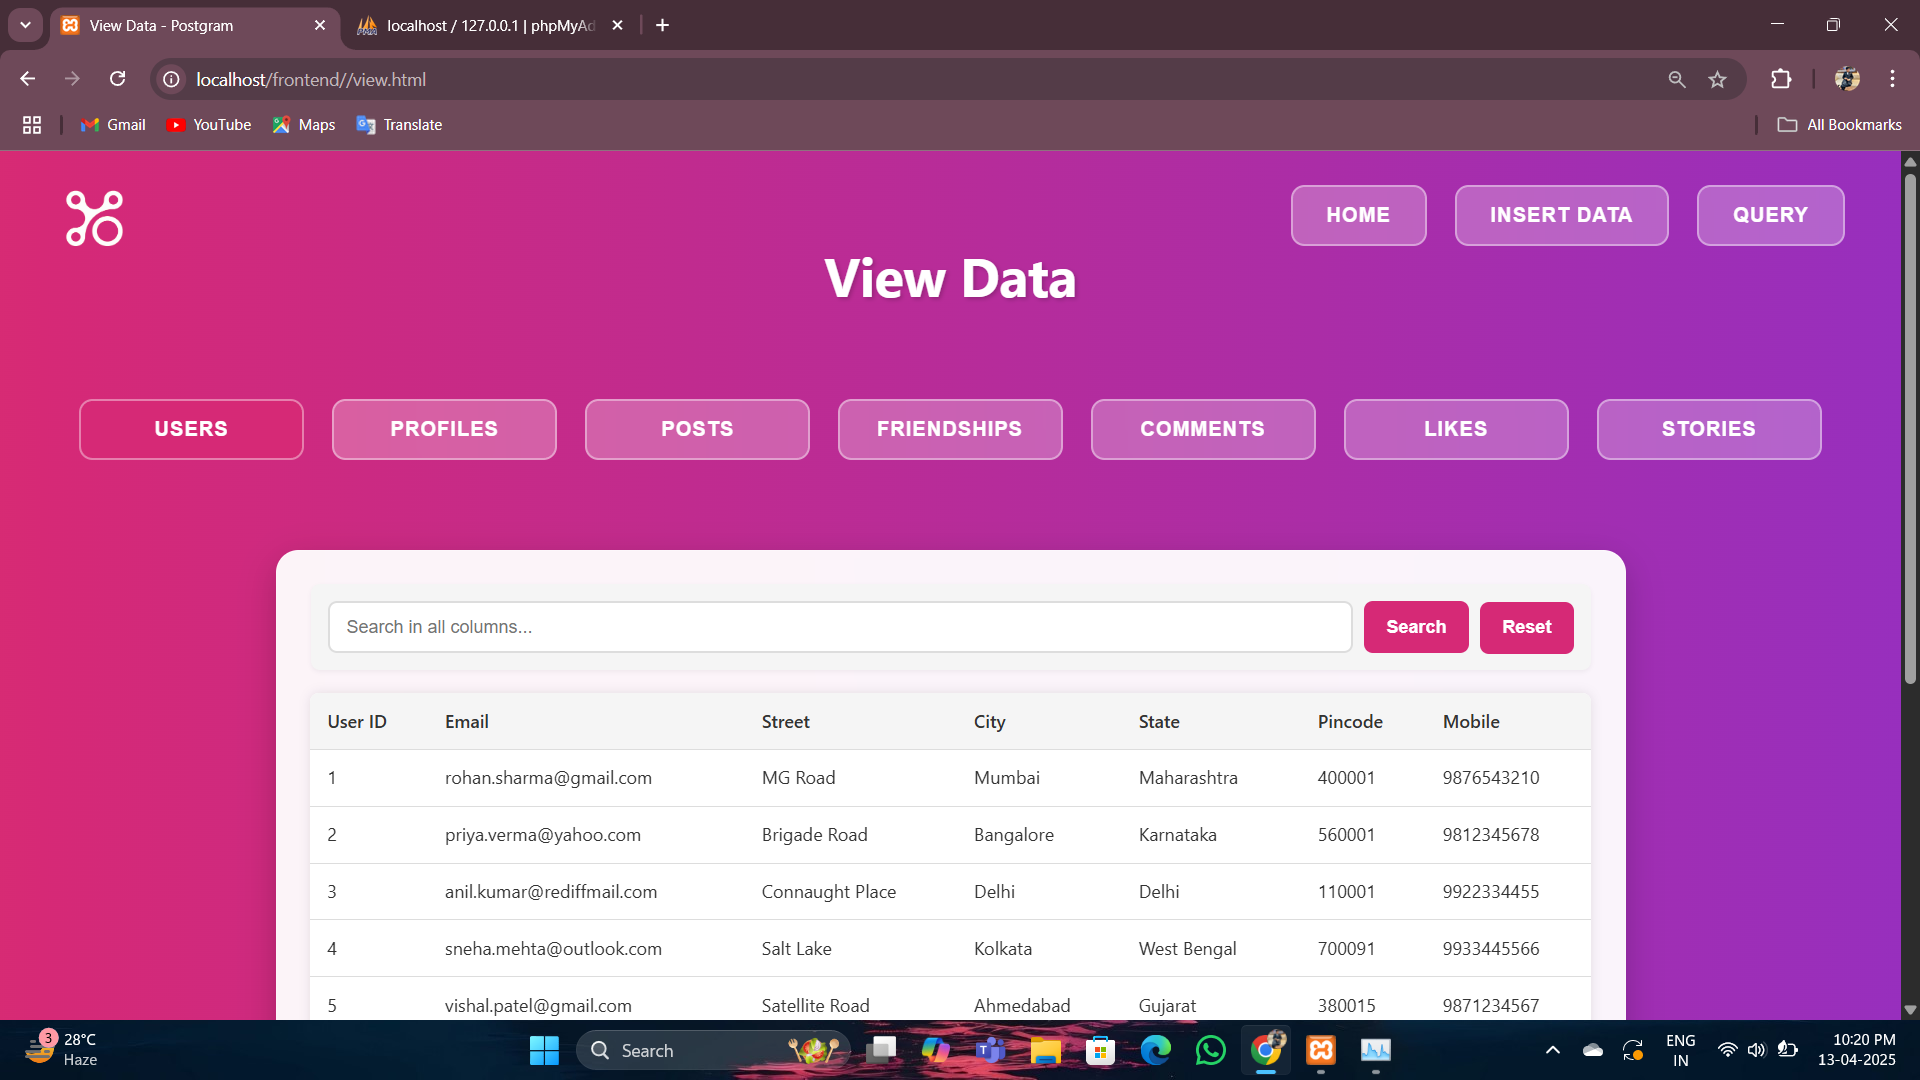 View Data - Postgram
localhost / 127.0.0.1 | phpMyAd
localhost/frontend//view.html
Gmail YouTube Maps Translate All Bookmarks
HOME INSERT DATA QUERY
View Data
USERS PROFILES POSTS FRIENDSHIPS COMMENTS LIKES STORIES
Search in all columns... Search Reset
User ID Email Street City State Pincode Mobile
1 rohan.sharma@gmail.com MG Road Mumbai Maharashtra 400001 9876543210
2 priya.verma@yahoo.com Brigade Road Bangalore Karnataka 560001 9812345678
3 anil.kumar@rediffmail.com Connaught Place Delhi Delhi 110001 9922334455
4 sneha.mehta@outlook.com Salt Lake Kolkata West Bengal 700091 9933445566
5 vishal.patel@gmail.com Satellite Road Ahmedabad Gujarat 380015 9871234567
3 28°C
Haze
Search
ENG
IN
10:20 PM
13-04-2025